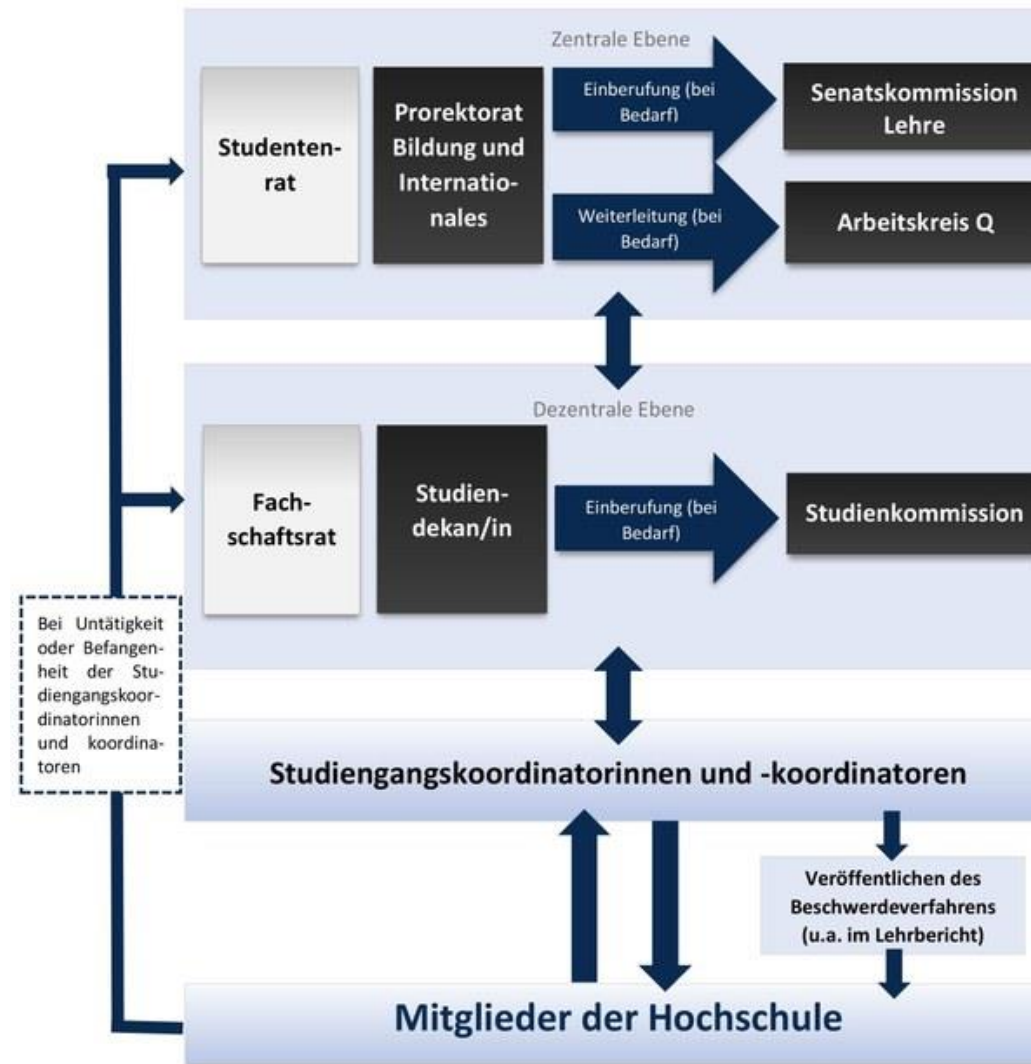 Zentrale Ebene
Studenten-
rat
Prorektorat
Bildung und
Internatio-
nales
Einberufung (bei
Bedarf)
Senatskommission
Lehre
Weiterleitung (bei
Bedarf)
Arbeitskreis Q
Dezentrale Ebene
Fach-
schaftsrat
Studien-
dekan/in
Einberufung (bei
Bedarf)
Studienkommission
Bei Untätigkeit
oder Befangen-
heit der Stu-
diengangskoor-
dinatorinnen
und koordina-
toren
Studiengangskoordinatorinnen und -koordinatoren
Veröffentlichen des
Beschwerdeverfahrens
(u.a. im Lehrbericht)
Mitglieder der Hochschule